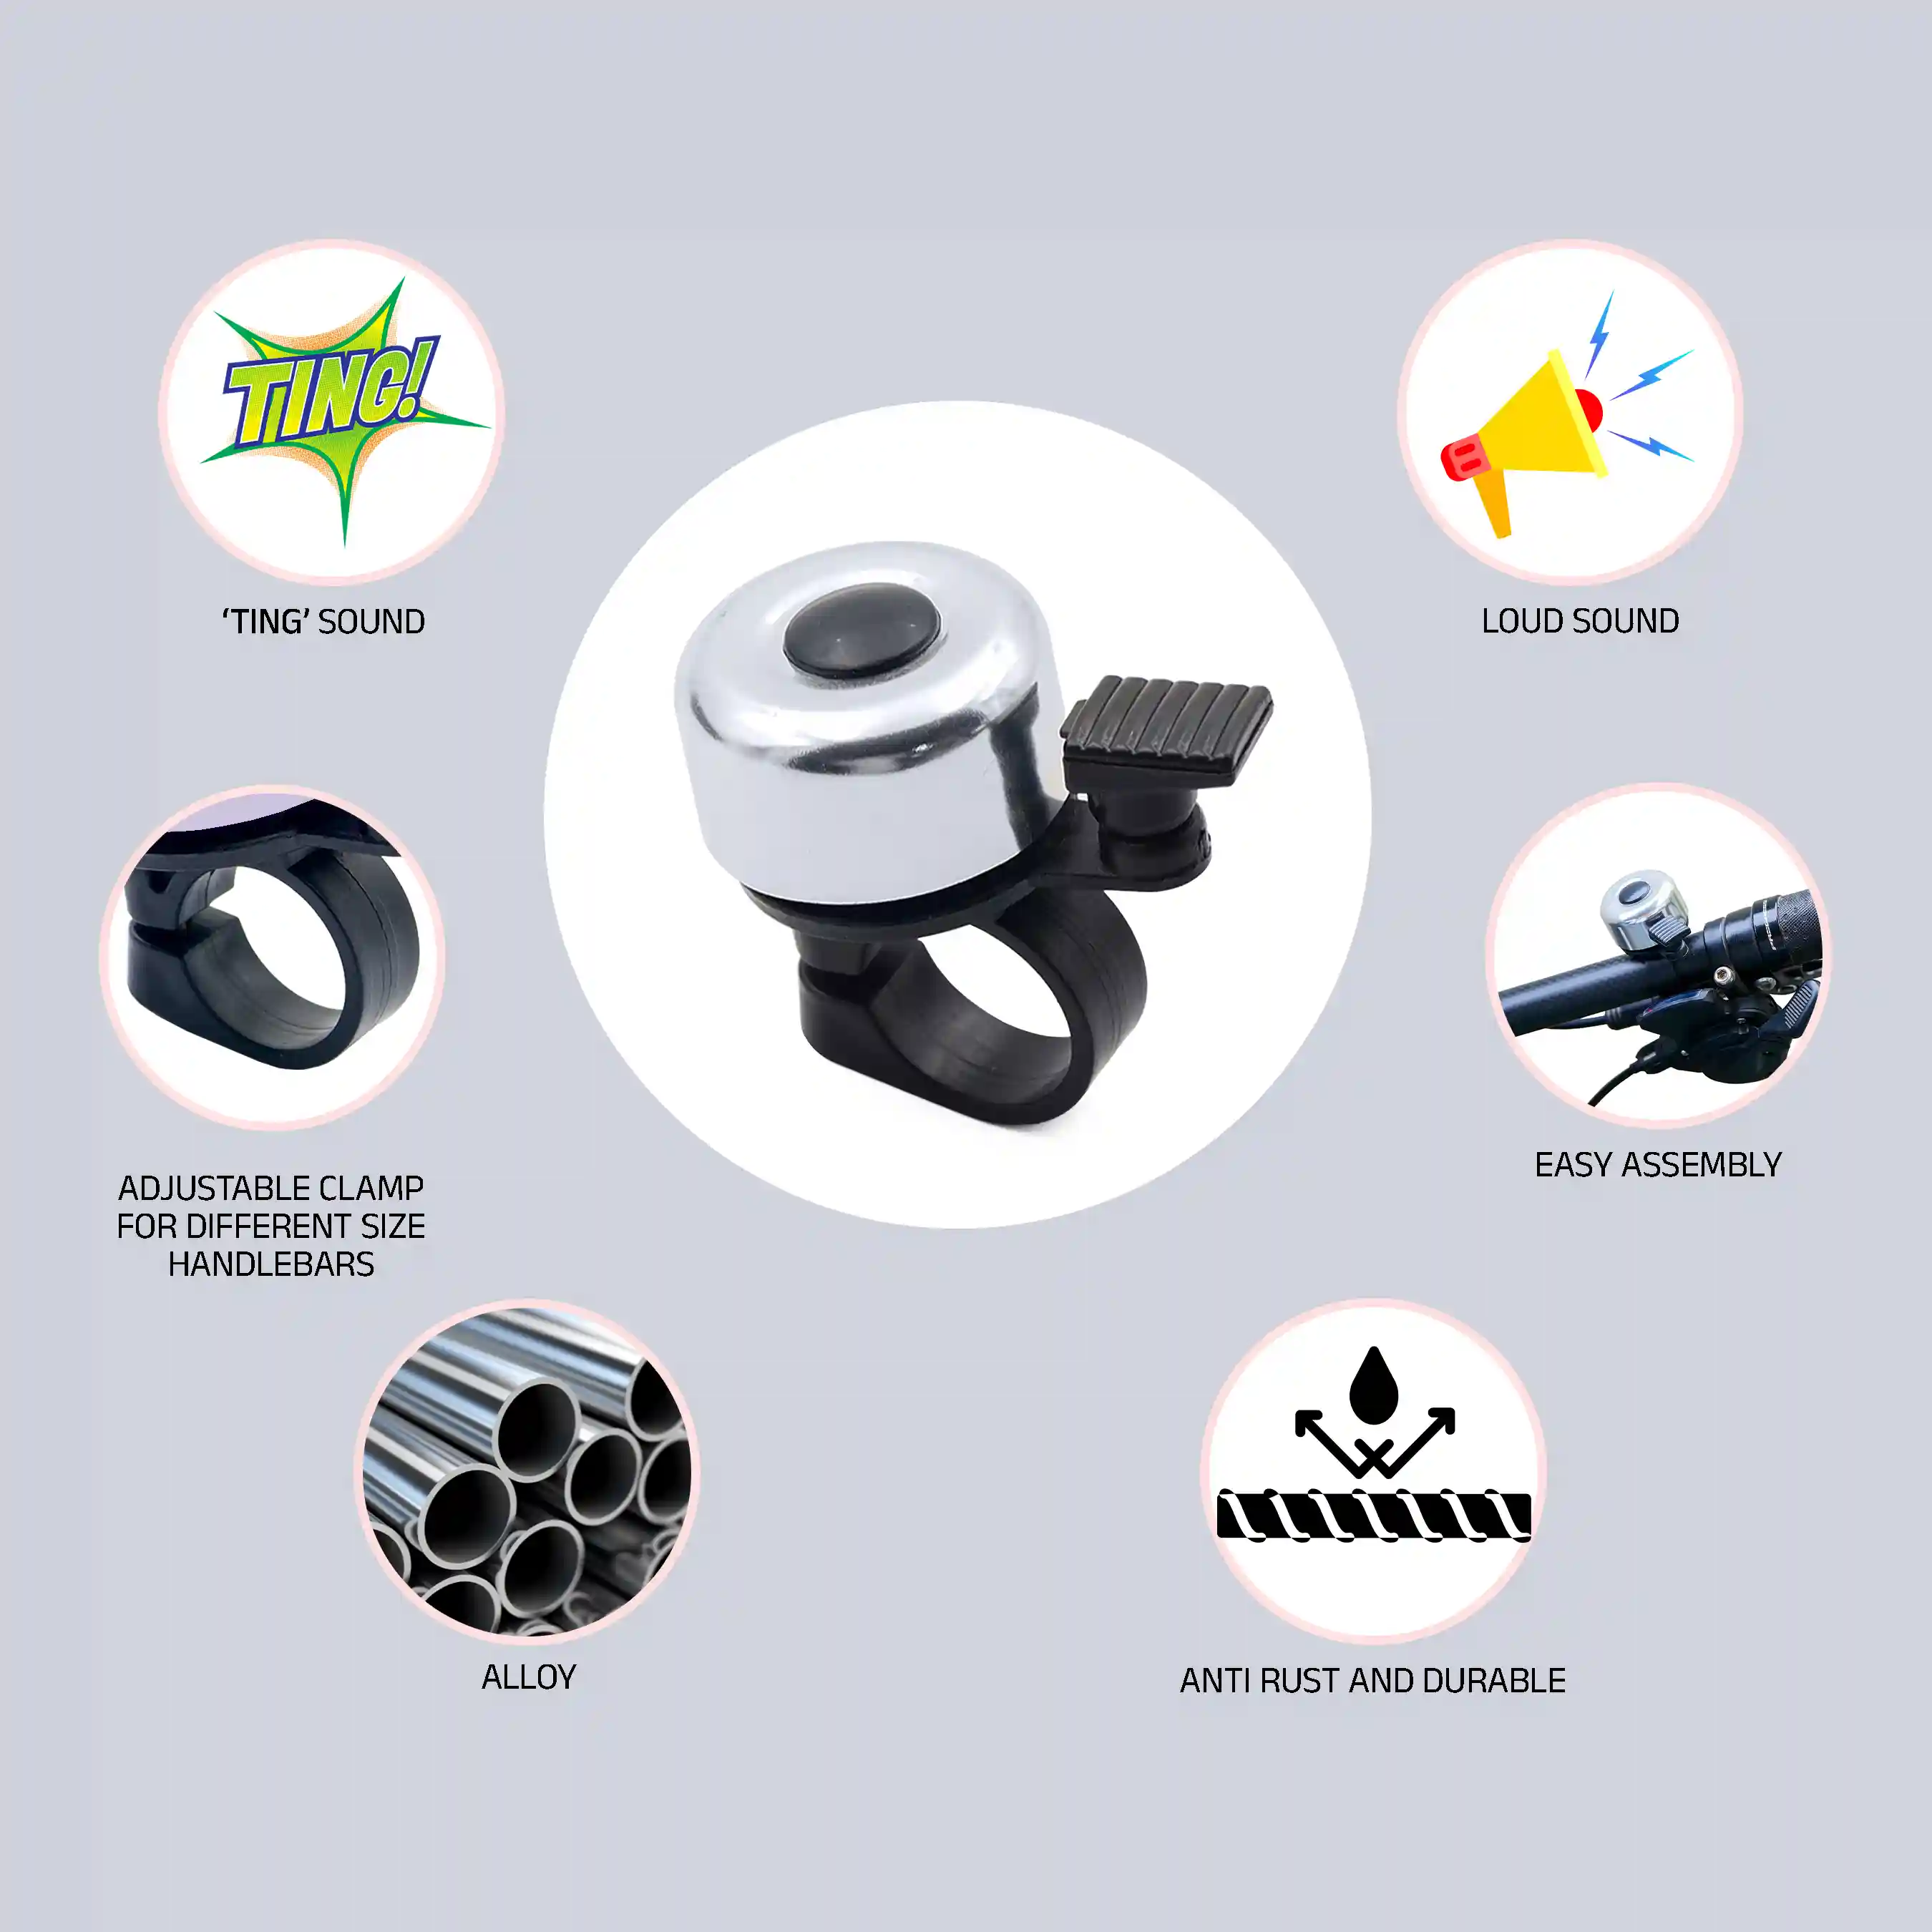 TING!
'TING' SOUND
LOUD SOUND
ADJUSTABLE CLAMP
FOR DIFFERENT SIZE
HANDLEBARS
EASY ASSEMBLY
ALLOY
ANTI RUST AND DURABLE